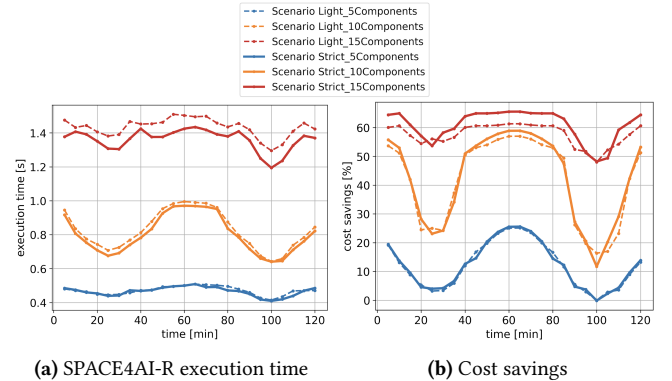 Scenario Light_5Components
Scenario Light_10Components
Scenario Light_15Components
Scenario Strict_5Components
Scenario Strict_10Components
Scenario Strict_15Components
execution time [s]
1.4
1.2
1.0
0.8
0.6
0.4
0 20 40 60 80 100 120
time [min]
cost savings [%]
60
50
40
30
20
10
0
0 20 40 60 80 100 120
time [min]
(a) SPACE4AI-R execution time
(b) Cost savings